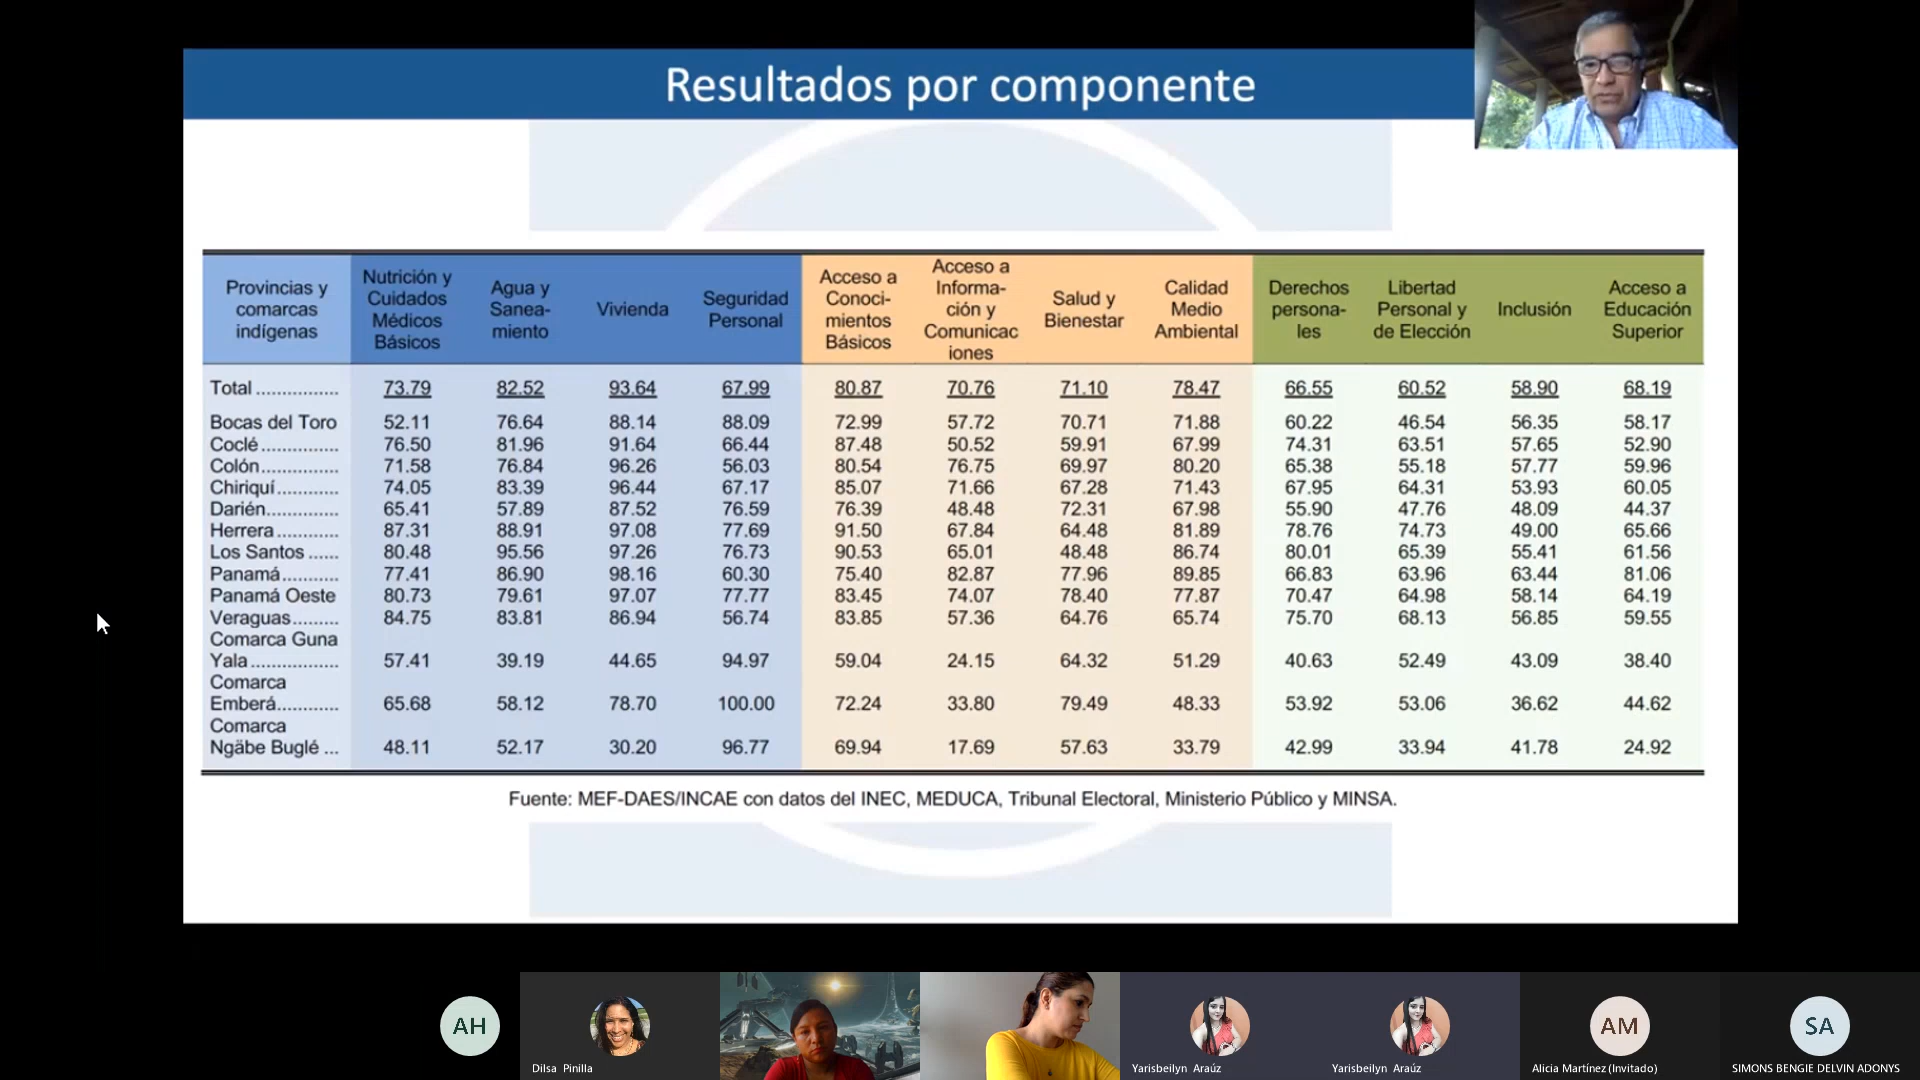 Resultados por componente
Provincias y
comarcas
indígenas
Nutrición y
Cuidados
Médicos
Básicos
Agua y
Sanea-
miento
Vivienda
Seguridad
Personal
Acceso a
Conoci-
mientos
Básicos
Acceso a
Informa-
ción y
Comunicac
iones
Salud y
Bienestar
Calidad
Medio
Ambiental
Derechos
persona-
les
Libertad
Personal y
de Elección
Inclusión
Acceso a
Educación
Superior
Total ............... 73.79 82.52 93.64 67.99 80.87 70.76 71.10 78.47 66.55 60.52 58.90 68.19
Bocas del Toro 52.11 76.64 88.14 88.09 72.99 57.72 70.71 71.88 60.22 46.54 56.35 58.17
Coclé .............. 76.50 81.96 91.64 66.44 87.48 50.52 59.91 67.99 74.31 63.51 57.65 52.90
Colón.............. 71.58 76.84 96.26 56.03 80.54 76.75 69.97 80.20 65.38 55.18 57.77 59.96
Chiriquí............ 74.05 83.39 96.44 67.17 85.07 71.66 67.28 71.43 67.95 64.31 53.93 60.05
Darién............. 65.41 57.89 87.52 76.59 76.39 48.48 72.31 67.98 55.90 47.76 48.09 44.37
Herrera ............ 87.31 88.91 97.08 77.69 91.50 67.84 64.48 81.89 78.76 74.73 49.00 65.66
Los Santos ...... 80.48 95.56 97.26 76.73 90.53 65.01 48.48 86.74 80.01 65.39 55.41 61.56
Panamá........... 77.41 86.90 98.16 60.30 75.40 82.87 77.96 89.85 66.83 63.96 63.44 81.06
Panamá Oeste 80.73 79.61 97.07 77.77 83.45 74.07 78.40 77.87 70.47 64.98 58.14 64.19
Veraguas......... 84.75 83.81 86.94 56.74 83.85 57.36 64.76 65.74 75.70 68.13 56.85 59.55
Comarca Guna
Yala ................. 57.41 39.19 44.65 94.97 59.04 24.15 64.32 51.29 40.63 52.49 43.09 38.40
Comarca
Emberá............ 65.68 58.12 78.70 100.00 72.24 33.80 79.49 48.33 53.92 53.06 36.62 44.62
Comarca
Ngäbe Buglé ... 48.11 52.17 30.20 96.77 69.94 17.69 57.63 33.79 42.99 33.94 41.78 24.92
Fuente: MEF-DAES/INCAE con datos del INEC, MEDUCA, Tribunal Electoral, Ministerio Público y MINSA.
AH
AM
SA
Dilsa Pinilla
Yarisbeilyn Araúz
Yarisbeilyn Araúz
Alicia Martínez (Invitado)
SIMONS BENGIE DELVIN ADONYS